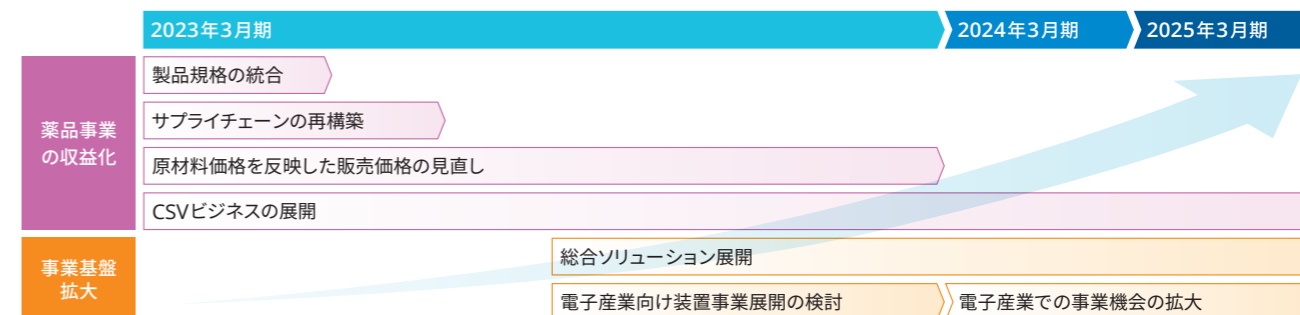 2023年3月期
2024年3月期
2025年3月期
薬品事業
の収益化
製品規格の統合
サプライチェーンの再構築
原材料価格を反映した販売価格の見直し
CSVビジネスの展開
事業基盤
拡大
総合ソリューション展開
電子産業向け装置事業展開の検討
電子産業での事業機会の拡大